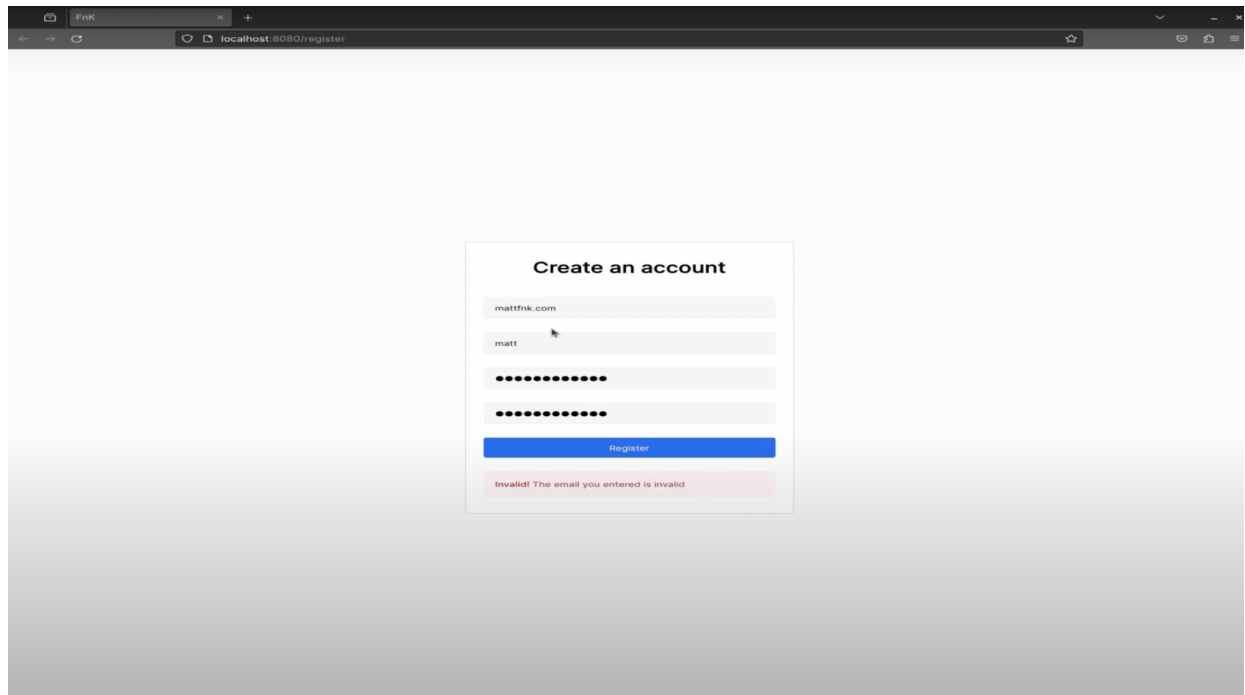 FnK
localhost:8080/register
Create an account
mattfnk.com
matt
●●●●●●●●●●●●
●●●●●●●●●●●●
Register
Invalid! The email you entered is invalid